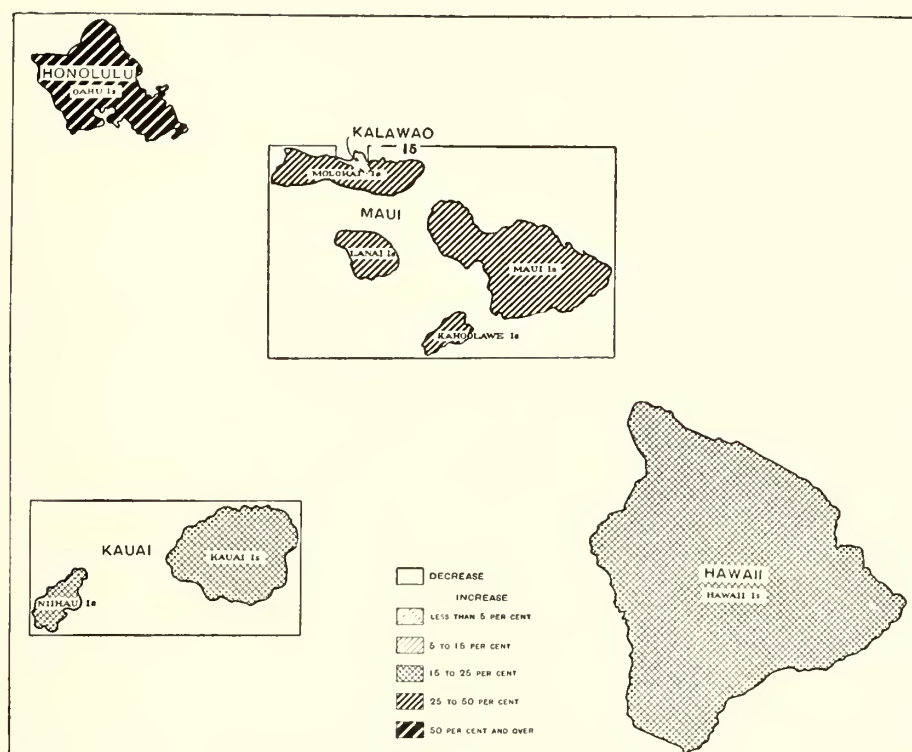 HONOLULU
OAHU Is
KALAWAO
15
MOLOKAI Is
MAUI
LANAI Is
MAUI Is
KAHOOLAWE Is
KAUAI
KAUAI Is
NIIHAU Is
HAWAII
HAWAII Is
DECREASE
INCREASE
LESS THAN 5 PER CENT
5 TO 15 PER CENT
15 TO 25 PER CENT
25 TO 50 PER CENT
50 PER CENT AND OVER